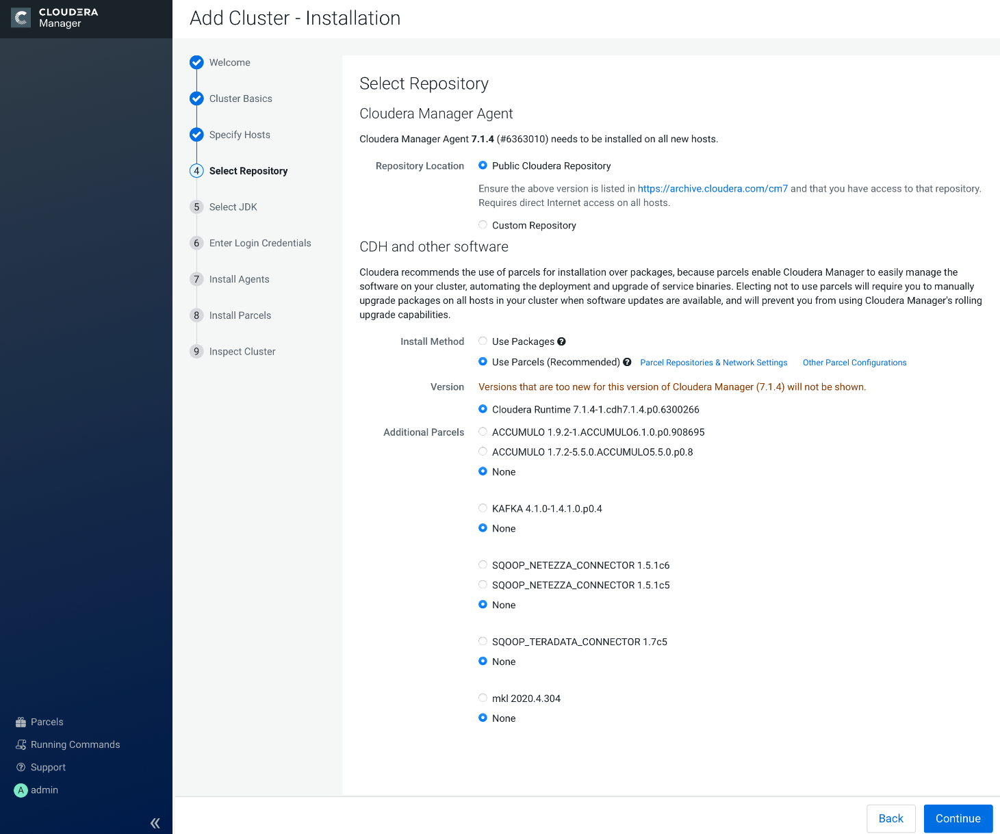 CLOUDERA
Manager
Add Cluster - Installation
Welcome
Cluster Basics
Specify Hosts
4 Select Repository
5 Select JDK
6 Enter Login Credentials
7 Install Agents
8 Install Parcels
9 Inspect Cluster
Select Repository
Cloudera Manager Agent
Cloudera Manager Agent 7.1.4 (#6363010) needs to be installed on all new hosts.
Repository Location Public Cloudera Repository
Ensure the above version is listed in https://archive.cloudera.com/cm7 and that you have access to that repository.
Requires direct Internet access on all hosts.
Custom Repository
CDH and other software
Cloudera recommends the use of parcels for installation over packages, because parcels enable Cloudera Manager to easily manage the
software on your cluster, automating the deployment and upgrade of service binaries. Electing not to use parcels will require you to manually
upgrade packages on all hosts in your cluster when software updates are available, and will prevent you from using Cloudera Manager's rolling
upgrade capabilities.
Install Method Use Packages ?
Use Parcels (Recommended) ? Parcel Repositories & Network Settings Other Parcel Configurations
Version Versions that are too new for this version of Cloudera Manager (7.1.4) will not be shown.
Cloudera Runtime 7.1.4-1.cdh7.1.4.p0.6300266
Additional Parcels ACCUMULO 1.9.2-1.ACCUMULO6.1.0.p0.908695
ACCUMULO 1.7.2-5.5.0.ACCUMULO5.5.0.p0.8
None
KAFKA 4.1.0-1.4.1.0.p0.4
None
SQOOP_NETEZZA_CONNECTOR 1.5.1c6
SQOOP_NETEZZA_CONNECTOR 1.5.1c5
None
SQOOP_TERADATA_CONNECTOR 1.7c5
None
mkl 2020.4.304
None
Parcels
Running Commands
? Support
A admin
«
Back Continue